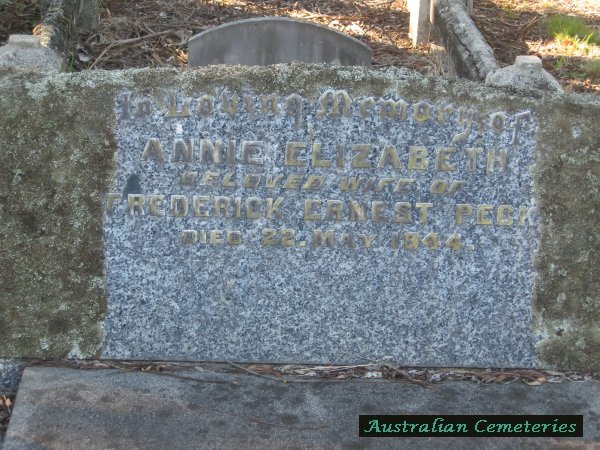 In Loving Memory of
ANNIE ELIZABETH
BELOVED WIFE OF
FREDERICK ERNEST PECK
DIED 22. MAY 1944.
Australian Cemeteries